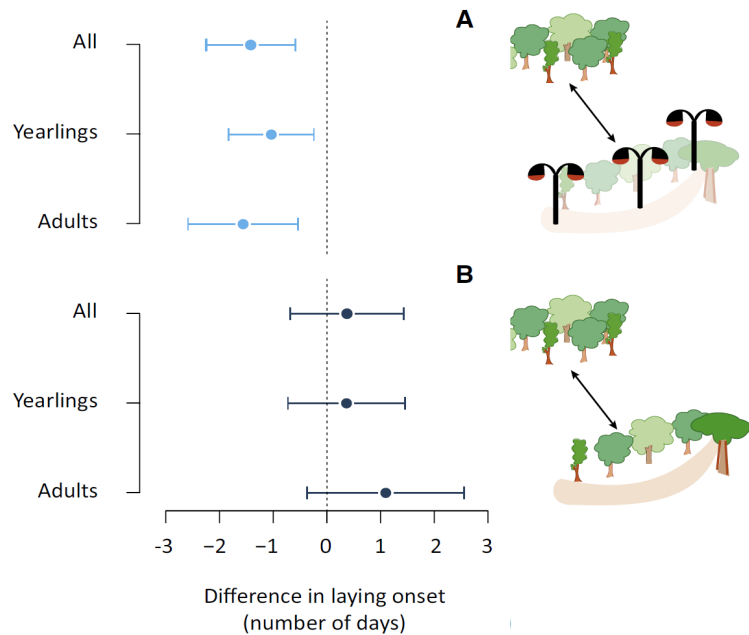 A
All
Yearlings
Adults
B
All
Yearlings
Adults
-3 −2 −1 0 1 2 3
Difference in laying onset
(number of days)